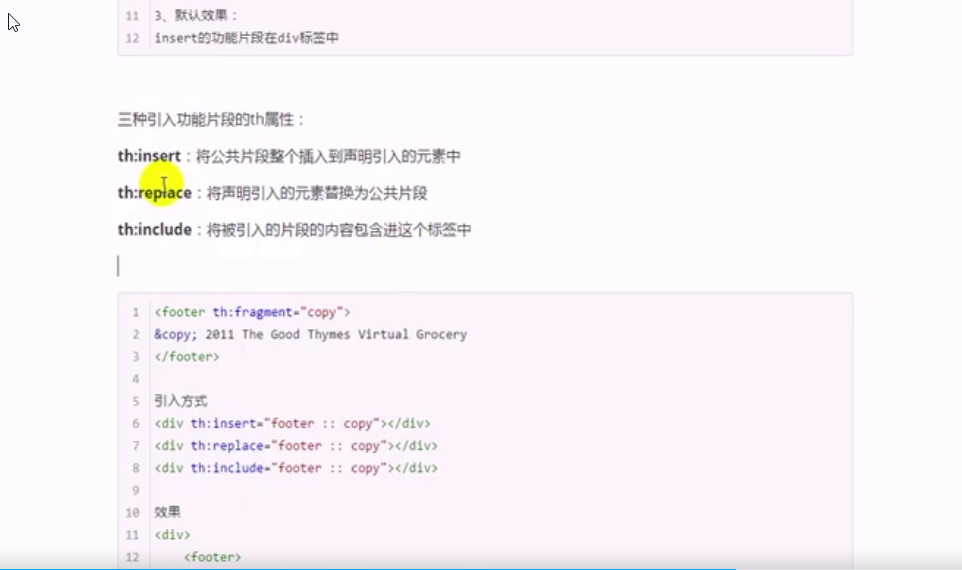 11 3、默认效果：
12 insert的功能片段在div标签中
三种引入功能片段的th属性：
th:insert：将公共片段整个插入到声明引入的元素中
th:replace：将声明引入的元素替换为公共片段
th:include：将被引入的片段的内容包含进这个标签中
1 <footer th:fragment="copy">
2 &copy; 2011 The Good Thymes Virtual Grocery
3 </footer>
4
5 引入方式
6 <div th:insert="footer :: copy"></div>
7 <div th:replace="footer :: copy"></div>
8 <div th:include="footer :: copy"></div>
9
10 效果
11 <div>
12 <footer>